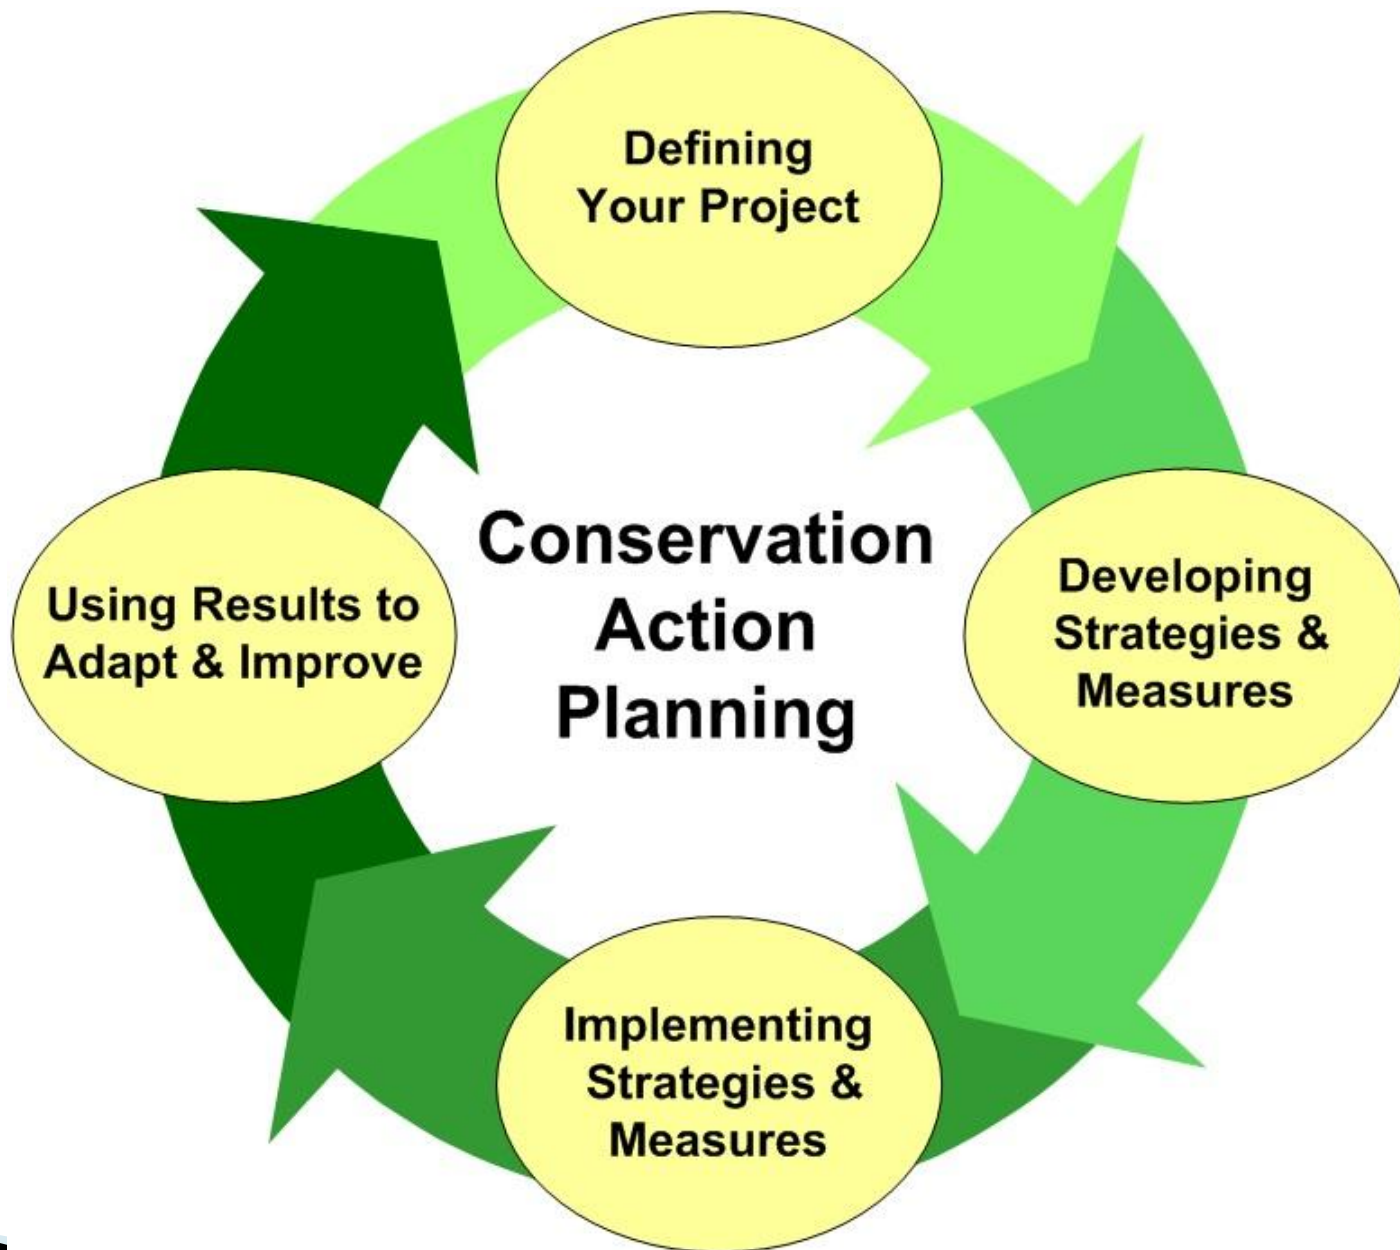 Defining
Your Project
Conservation
Action
Planning
Developing
Strategies &
Measures
Implementing
Strategies &
Measures
Using Results to
Adapt & Improve